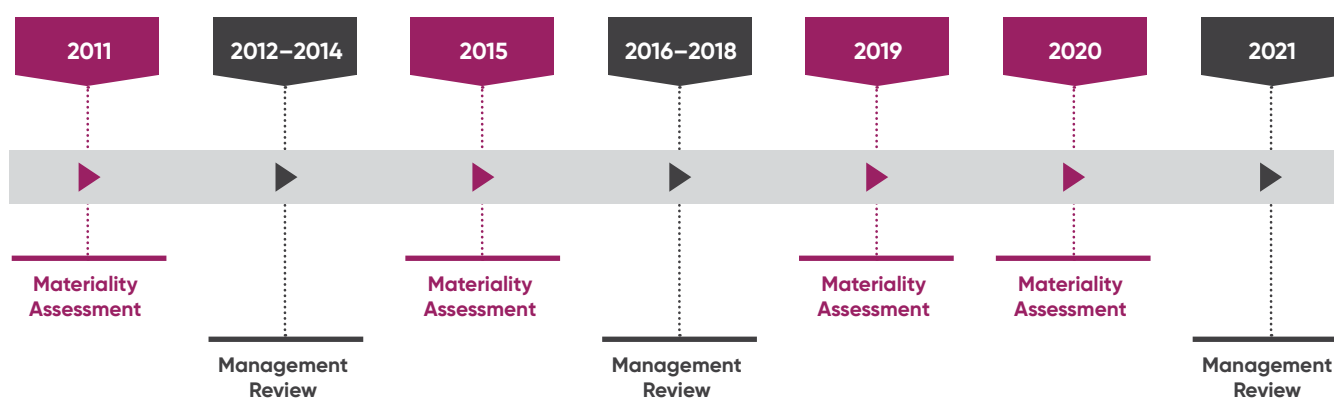 2011
2012–2014
2015
2016–2018
2019
2020
2021
Materiality
Assessment
Management
Review
Materiality
Assessment
Management
Review
Materiality
Assessment
Materiality
Assessment
Management
Review